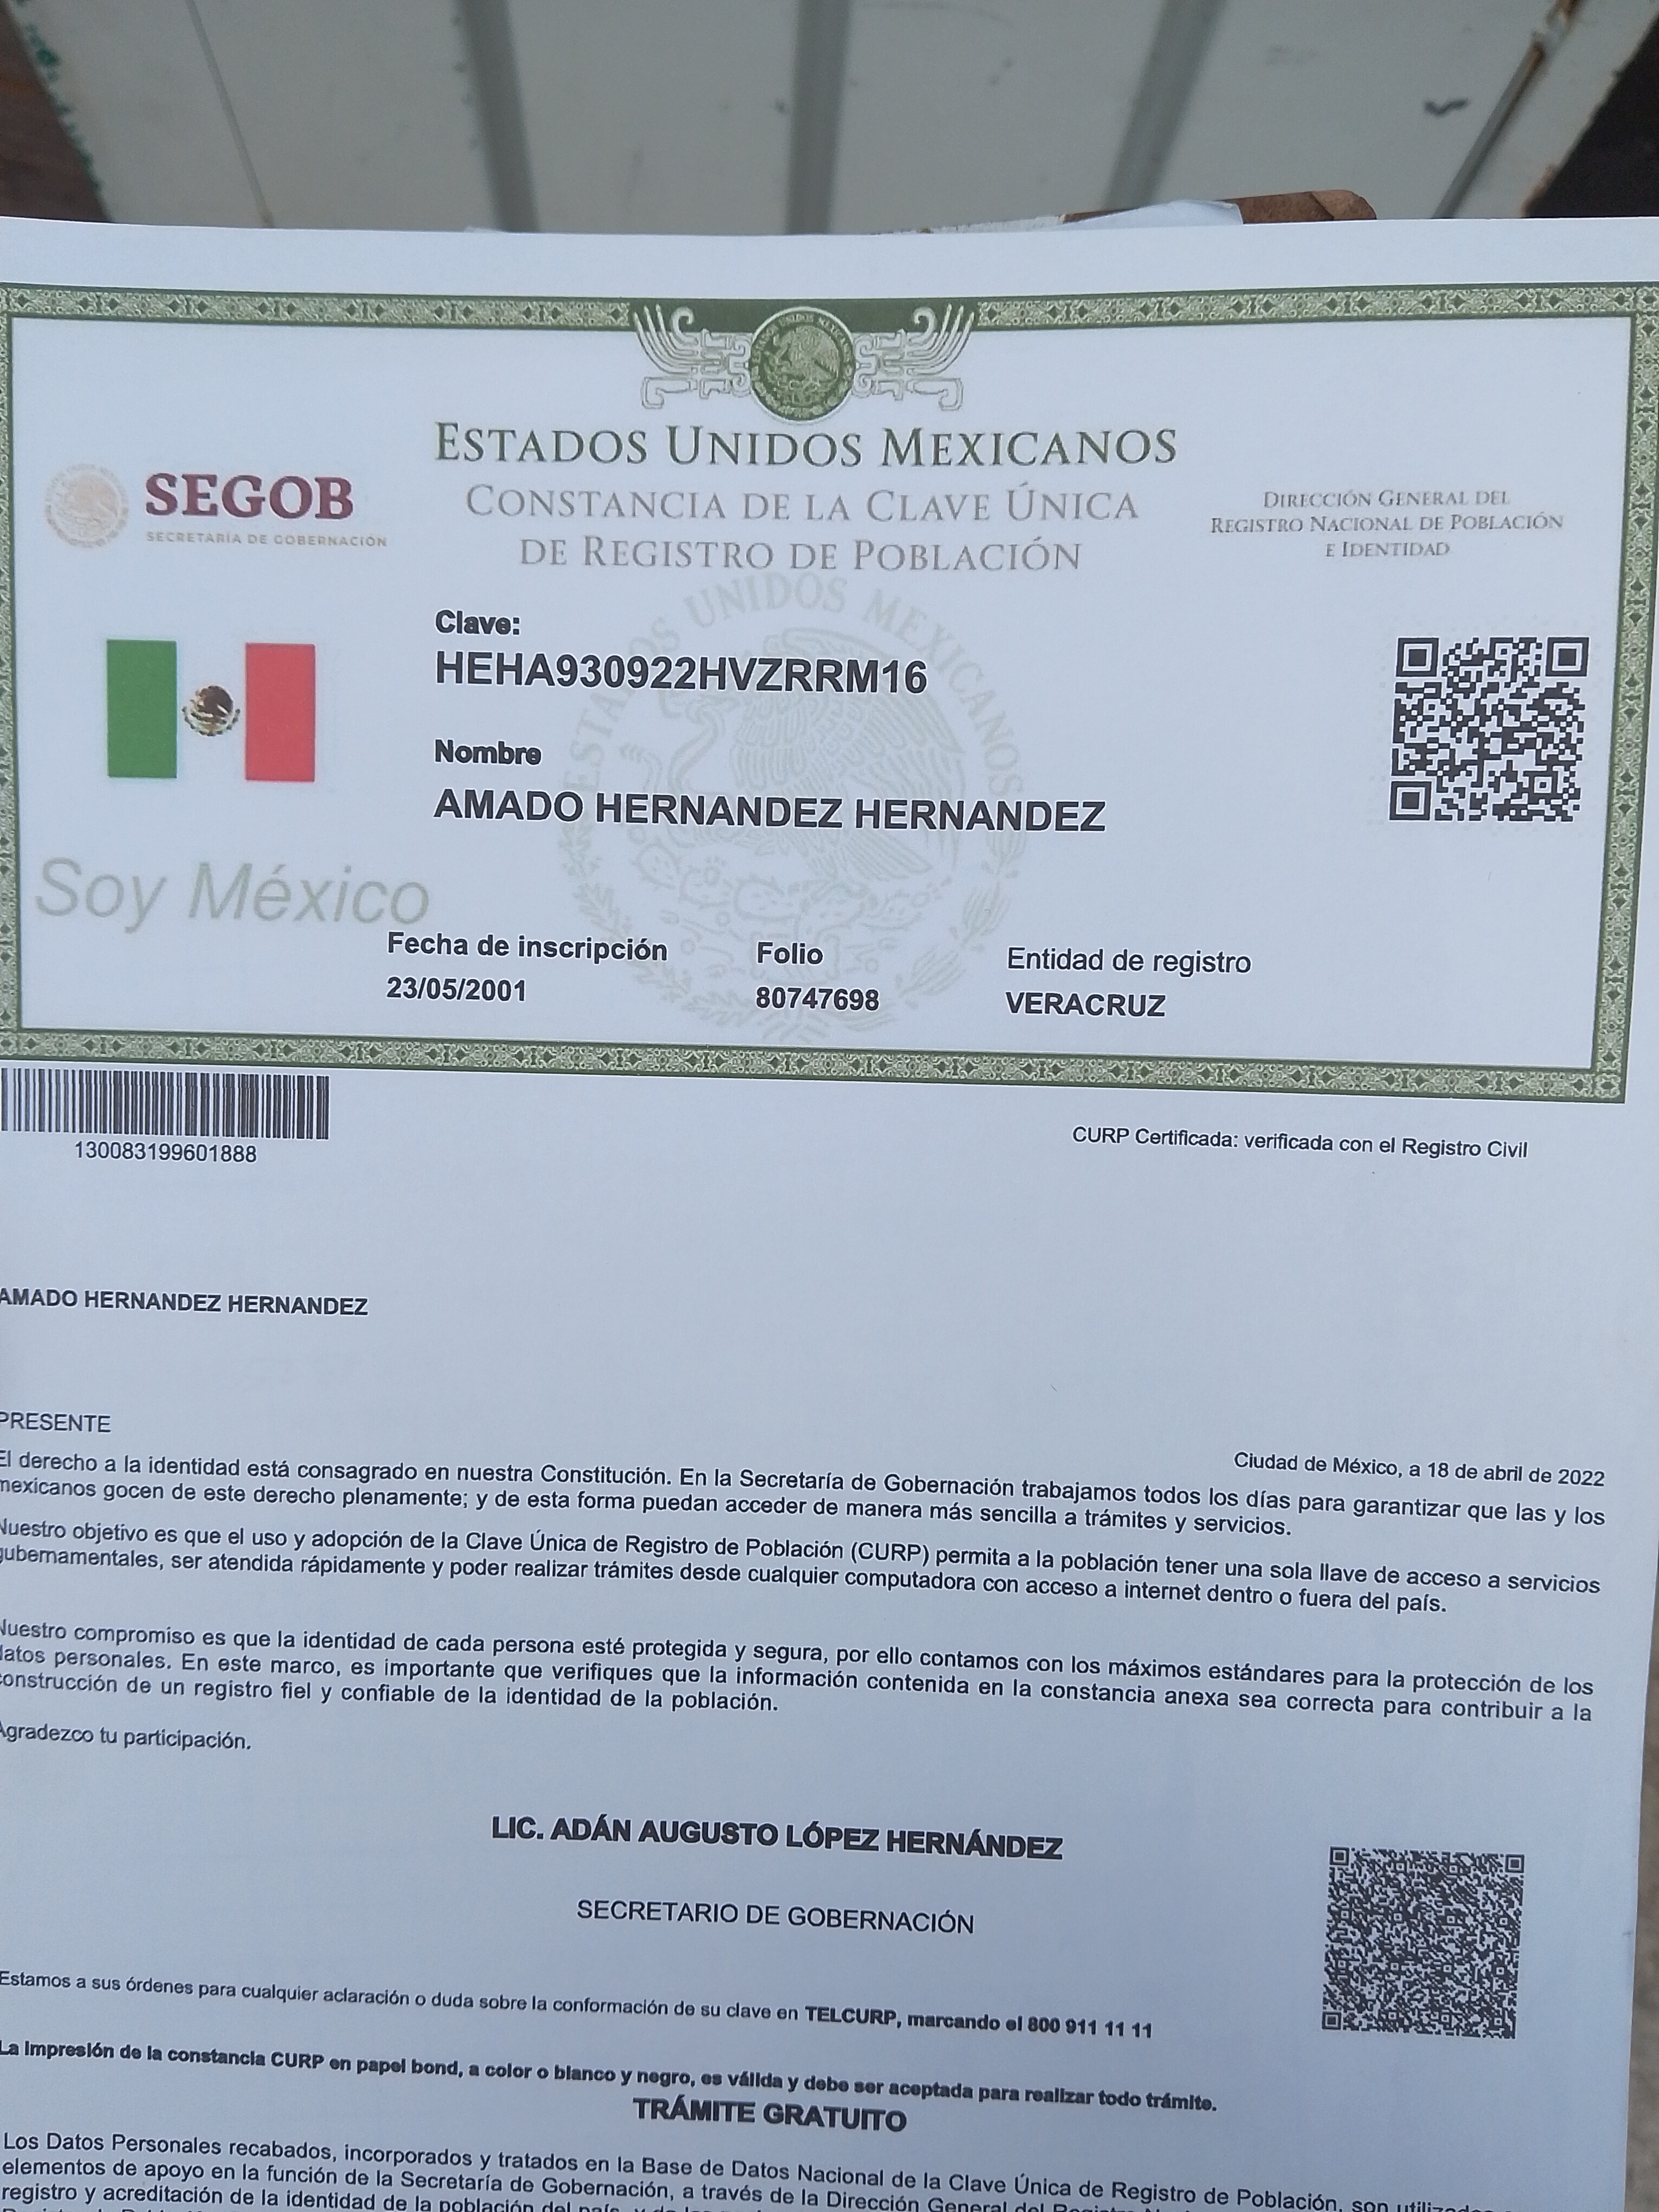 ESTADOS UNIDOS MEXICANOS
CONSTANCIA DE LA CLAVE ÚNICA
DE REGISTRO DE POBLACIÓN
SEGOB
SECRETARÍA DE GOBERNACIÓN
DIRECCIÓN GENERAL DEL
REGISTRO NACIONAL DE POBLACIÓN
E IDENTIDAD
ESTADOS UNIDOS MEXICANOS
Clave:
HEHA930922HVZRRM16
Nombre
AMADO HERNANDEZ HERNANDEZ
Soy México
Fecha de inscripción
23/05/2001
Folio
80747698
Entidad de registro
VERACRUZ
130083199601888
CURP Certificada: verificada con el Registro Civil
AMADO HERNANDEZ HERNANDEZ
PRESENTE
Ciudad de México, a 18 de abril de 2022
El derecho a la identidad está consagrado en nuestra Constitución. En la Secretaría de Gobernación trabajamos todos los días para garantizar que las y los
mexicanos gocen de este derecho plenamente; y de esta forma puedan acceder de manera más sencilla a trámites y servicios.
Nuestro objetivo es que el uso y adopción de la Clave Única de Registro de Población (CURP) permita a la población tener una sola llave de acceso a servicios
gubernamentales, ser atendida rápidamente y poder realizar trámites desde cualquier computadora con acceso a internet dentro o fuera del país.
Nuestro compromiso es que la identidad de cada persona esté protegida y segura, por ello contamos con los máximos estándares para la protección de los
datos personales. En este marco, es importante que verifiques que la información contenida en la constancia anexa sea correcta para contribuir a la
construcción de un registro fiel y confiable de la identidad de la población.
Agradezco tu participación.
LIC. ADÁN AUGUSTO LÓPEZ HERNÁNDEZ
SECRETARIO DE GOBERNACIÓN
Estamos a sus órdenes para cualquier aclaración o duda sobre la conformación de su clave en TELCURP, marcando el 800 911 11 11
La impresión de la constancia CURP en papel bond, a color o blanco y negro, es válida y debe ser aceptada para realizar todo trámite.
TRÁMITE GRATUITO
Los Datos Personales recabados, incorporados y tratados en la Base de Datos Nacional de la Clave Única de Registro de Población, son
elementos de apoyo en la función de la Secretaría de Gobernación, a través de la Dirección General del
registro y acreditación de la identidad de la población del país